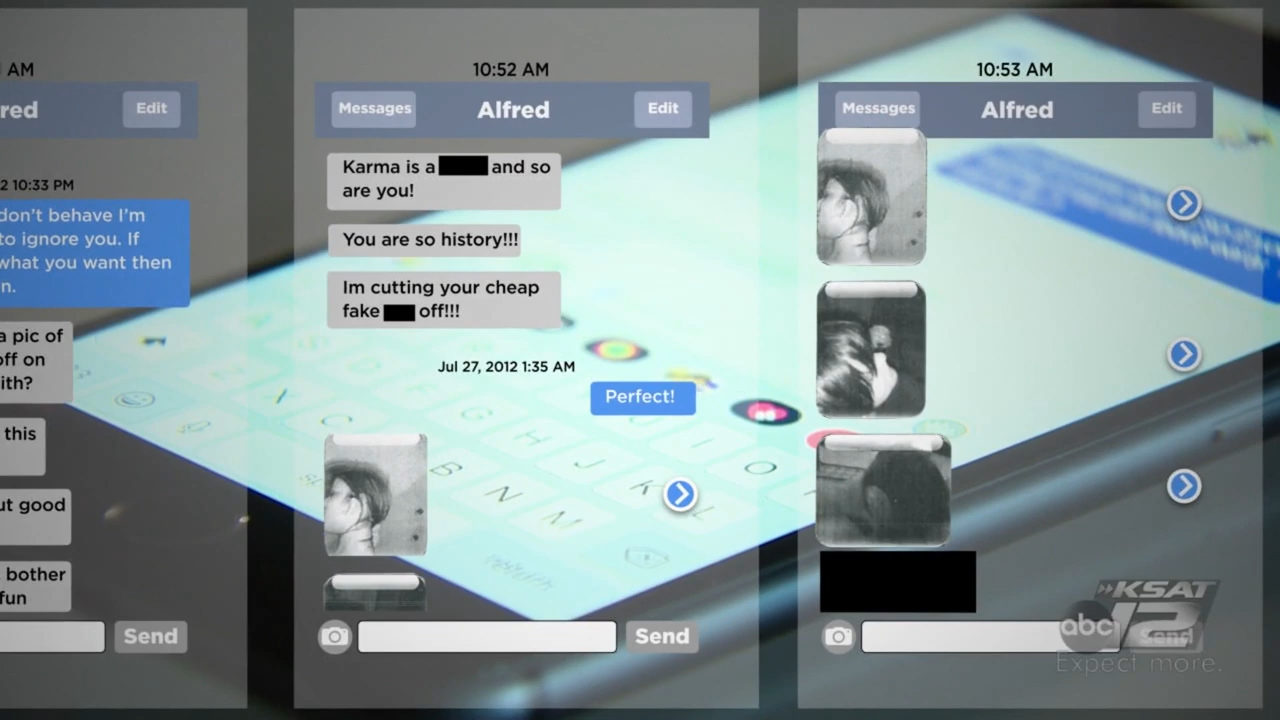 AM
red
Edit
2 10:33 PM
don't behave I'm
to ignore you. If
what you want then
n.
a pic of
off on
ith?
this
ut good
bother
fun
Send
10:52 AM
Messages
Alfred
Edit
Karma is a and so
are you!
You are so history!!!
Im cutting your cheap
fake off!!!
Jul 27, 2012 1:35 AM
Perfect!
Send
10:53 AM
Messages
Alfred
Edit
Send
KSAT
abc 12
Expect more.